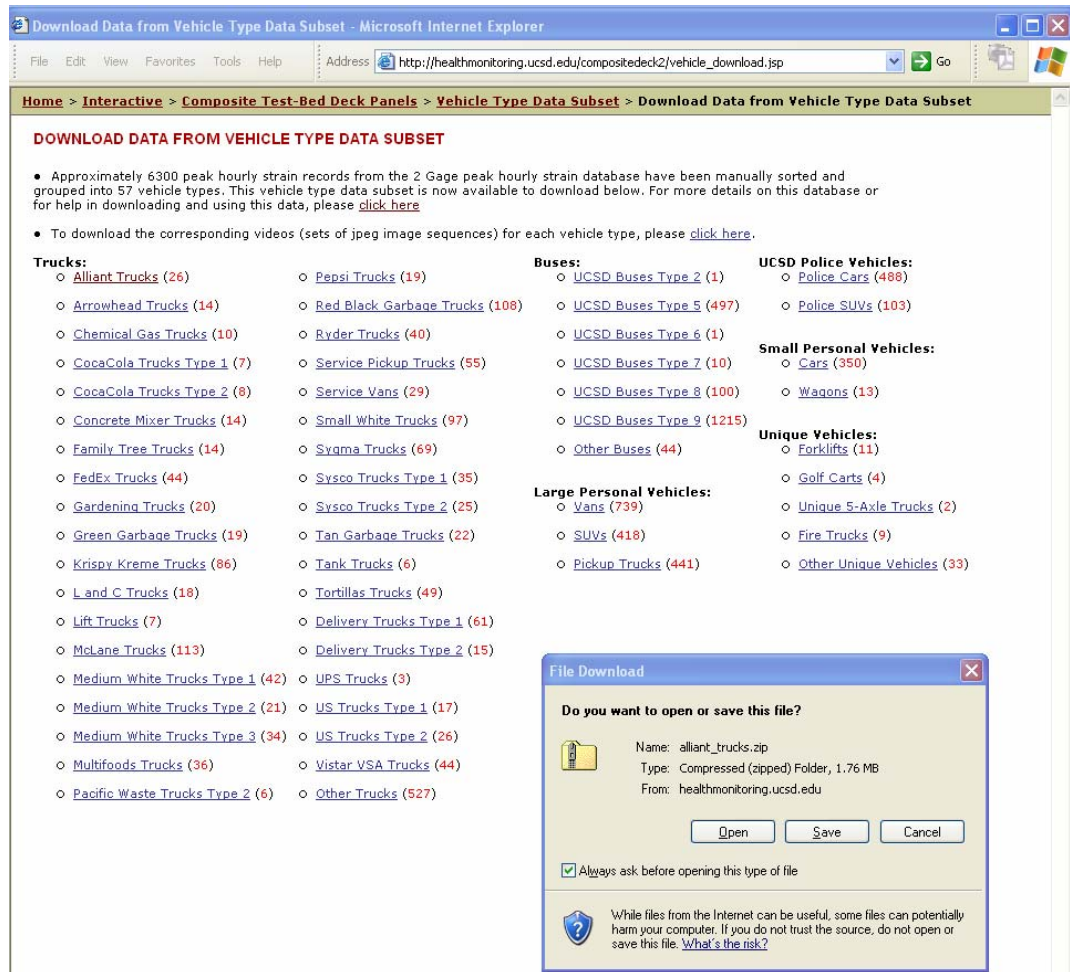 Download Data from Vehicle Type Data Subset - Microsoft Internet Explorer
File Edit View Favorites Tools Help Address http://healthmonitoring.ucsd.edu/compositedeck2/vehicle_download.jsp Go
Home > Interactive > Composite Test-Bed Deck Panels > Vehicle Type Data Subset > Download Data from Vehicle Type Data Subset
DOWNLOAD DATA FROM VEHICLE TYPE DATA SUBSET
• Approximately 6300 peak hourly strain records from the 2 Gage peak hourly strain database have been manually sorted and
grouped into 57 vehicle types. This vehicle type data subset is now available to download below. For more details on this database or
for help in downloading and using this data, please click here
• To download the corresponding videos (sets of jpeg image sequences) for each vehicle type, please click here.
Trucks:
Alliant Trucks (26)
Arrowhead Trucks (14)
Chemical Gas Trucks (10)
CocaCola Trucks Type 1 (7)
CocaCola Trucks Type 2 (8)
Concrete Mixer Trucks (14)
Family Tree Trucks (14)
FedEx Trucks (44)
Gardening Trucks (20)
Green Garbage Trucks (19)
Krispy Kreme Trucks (86)
L and C Trucks (18)
Lift Trucks (7)
McLane Trucks (113)
Medium White Trucks Type 1 (42)
Medium White Trucks Type 2 (21)
Medium White Trucks Type 3 (34)
Multifoods Trucks (36)
Pacific Waste Trucks Type 2 (6)
Pepsi Trucks (19)
Red Black Garbage Trucks (108)
Ryder Trucks (40)
Service Pickup Trucks (55)
Service Vans (29)
Small White Trucks (97)
Sygma Trucks (69)
Sysco Trucks Type 1 (35)
Sysco Trucks Type 2 (25)
Tan Garbage Trucks (22)
Tank Trucks (6)
Tortillas Trucks (49)
Delivery Trucks Type 1 (61)
Delivery Trucks Type 2 (15)
UPS Trucks (3)
US Trucks Type 1 (17)
US Trucks Type 2 (26)
Vistar VSA Trucks (44)
Other Trucks (527)
Buses:
UCSD Buses Type 2 (1)
UCSD Buses Type 5 (497)
UCSD Buses Type 6 (1)
UCSD Buses Type 7 (10)
UCSD Buses Type 8 (100)
UCSD Buses Type 9 (1215)
Other Buses (44)
Large Personal Vehicles:
Vans (739)
SUVs (418)
Pickup Trucks (441)
UCSD Police Vehicles:
Police Cars (488)
Police SUVs (103)
Small Personal Vehicles:
Cars (350)
Wagons (13)
Unique Vehicles:
Forklifts (11)
Golf Carts (4)
Unique 5-Axle Trucks (2)
Fire Trucks (9)
Other Unique Vehicles (33)
File Download
Do you want to open or save this file?
Name: alliant_trucks.zip
Type: Compressed (zipped) Folder, 1.76 MB
From: healthmonitoring.ucsd.edu
Open Save Cancel
Always ask before opening this type of file
While files from the Internet can be useful, some files can potentially
harm your computer. If you do not trust the source, do not open or
save this file. What's the risk?